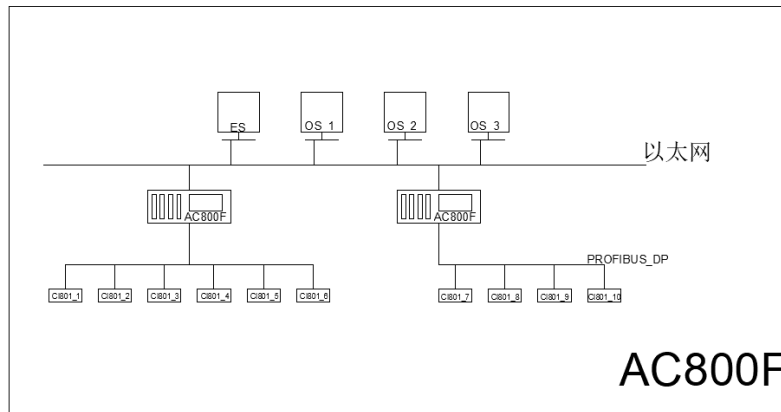 ES
OS_1
OS_2
OS_3
以太网
AC800F
AC800F
PROFIBUS_DP
CI801_1
CI801_2
CI801_3
CI801_4
CI801_5
CI801_6
CI801_7
CI801_8
CI801_9
CI801_10
AC800F